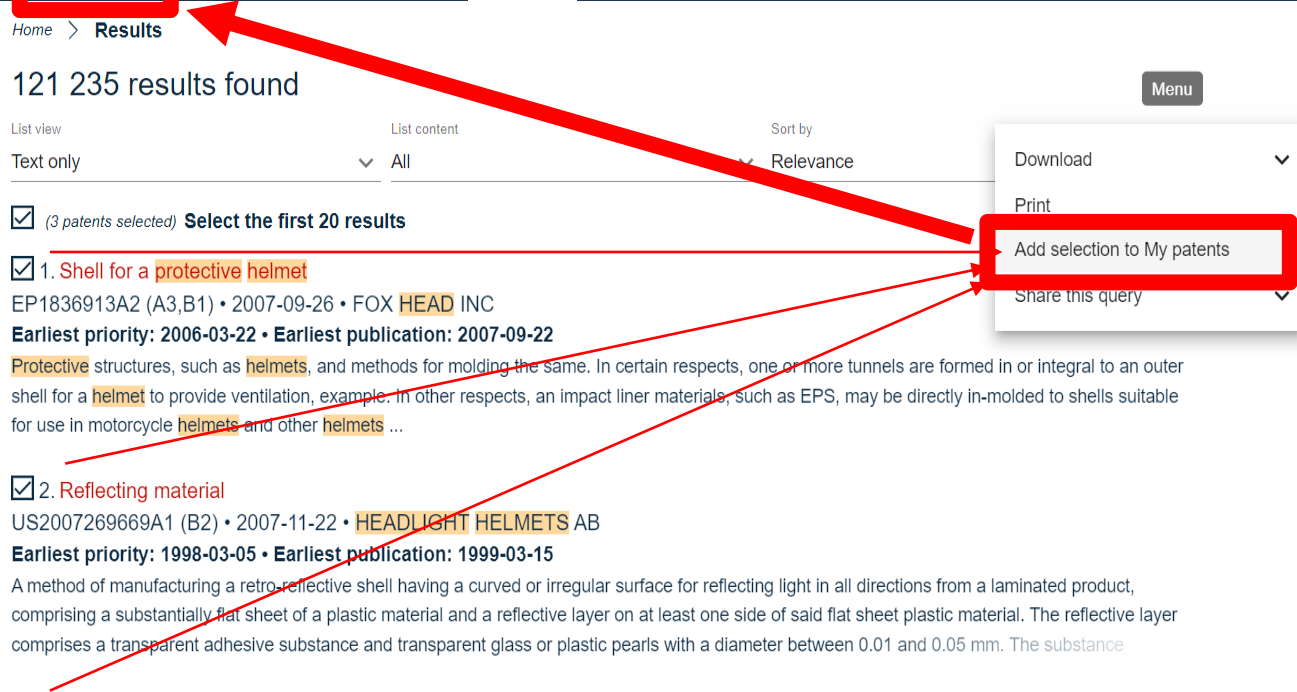 Home > Results
121 235 results found
Menu
List view List content Sort by
Text only All Relevance
Download
Print
Add selection to My patents
Share this query
(3 patents selected) Select the first 20 results
1. Shell for a protective helmet
EP1836913A2 (A3,B1) • 2007-09-26 • FOX HEAD INC
Earliest priority: 2006-03-22 • Earliest publication: 2007-09-22
Protective structures, such as helmets, and methods for molding the same. In certain respects, one or more tunnels are formed in or integral to an outer
shell for a helmet to provide ventilation, example. In other respects, an impact liner materials, such as EPS, may be directly in-molded to shells suitable
for use in motorcycle helmets and other helmets ...
2. Reflecting material
US2007269669A1 (B2) • 2007-11-22 • HEADLIGHT HELMETS AB
Earliest priority: 1998-03-05 • Earliest publication: 1999-03-15
A method of manufacturing a retro-reflective shell having a curved or irregular surface for reflecting light in all directions from a laminated product,
comprising a substantially flat sheet of a plastic material and a reflective layer on at least one side of said flat sheet plastic material. The reflective layer
comprises a transparent adhesive substance and transparent glass or plastic pearls with a diameter between 0.01 and 0.05 mm. The substance